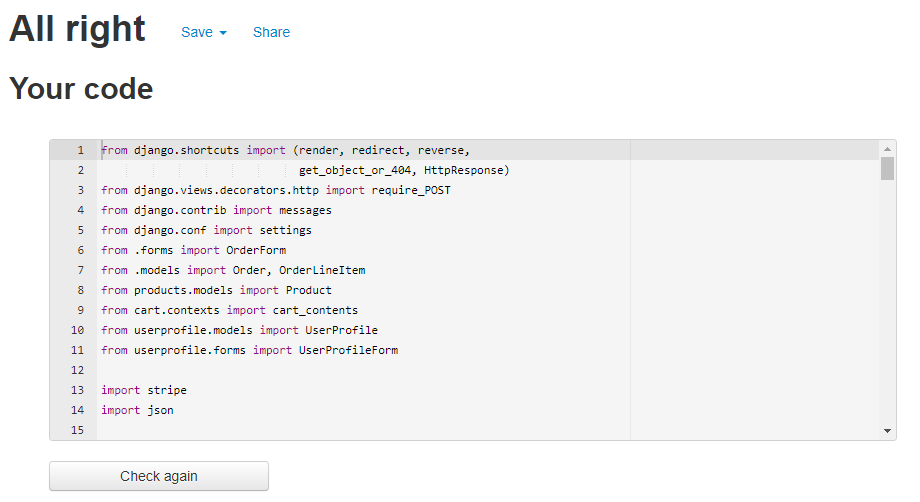 All right Save Share
Your code
1 from django.shortcuts import (render, redirect, reverse,
2 get_object_or_404, HttpResponse)
3 from django.views.decorators.http import require_POST
4 from django.contrib import messages
5 from django.conf import settings
6 from .forms import OrderForm
7 from .models import Order, OrderLineItem
8 from products.models import Product
9 from cart.contexts import cart_contents
10 from userprofile.models import UserProfile
11 from userprofile.forms import UserProfileForm
12
13 import stripe
14 import json
15
Check again